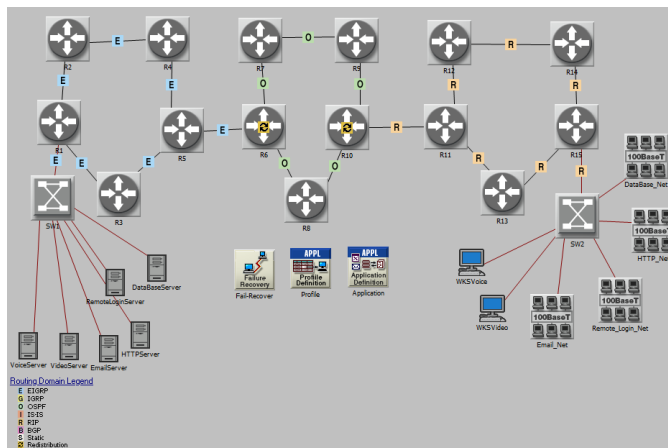 R2
E
R4
R7
O
R9
R12
R
R14
E
E
O
O
R
R
R1
R5
E
R6
R10
R
R11
R15
E
E
E
O
O
R
R
R
SW1
R3
R8
R13
SW2
100BaseT
DataBase_Net
100BaseT
HTTP_Net
DataBaseServer
RemoteLoginServer
Failure
Recovery
Fail-Recover
APPL
Profile
Definition
Profile
APPL
Application
Definition
Application
WKSVoice
WKSVideo
100BaseT
Email_Net
100BaseT
Remote_Login_Net
VoiceServer
VideoServer
EmailServer
HTTPServer
Routing Domain Legend
E EIGRP
G IGRP
O OSPF
I IS-IS
R RIP
B BGP
S Static
Redistribution